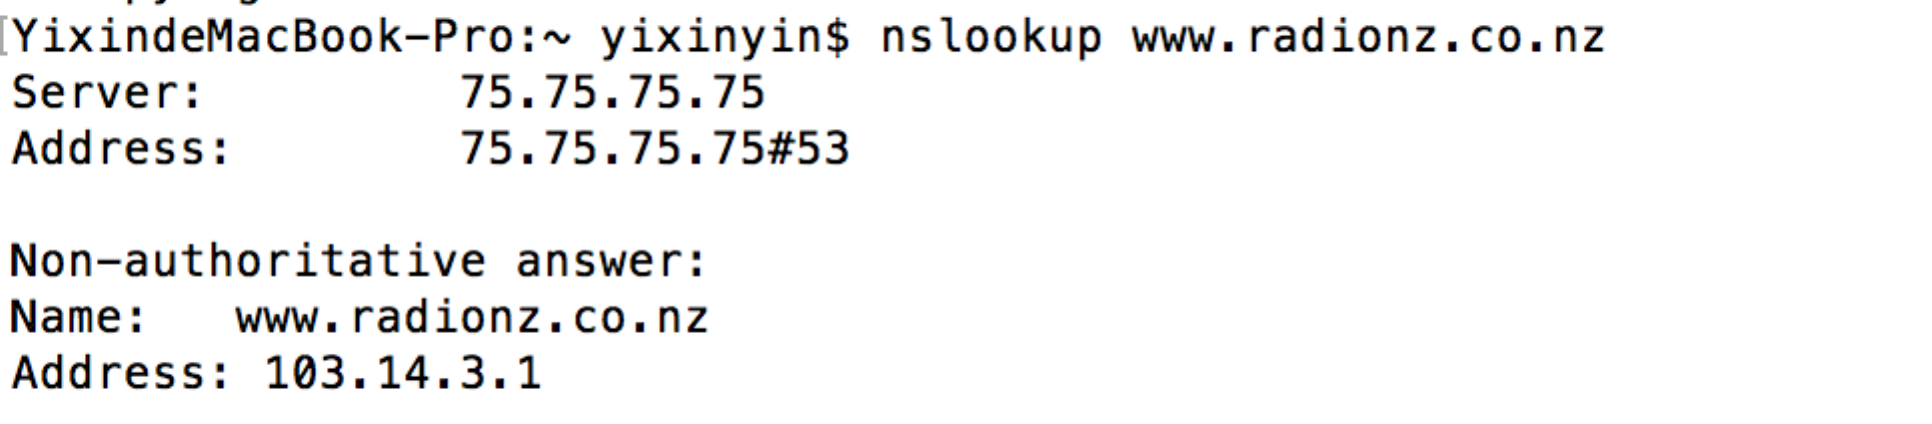 [YixindeMacBook-Pro:~ yixinyin$ nslookup www.radionz.co.nz
Server:		75.75.75.75
Address:	75.75.75.75#53

Non-authoritative answer:
Name:	www.radionz.co.nz
Address: 103.14.3.1